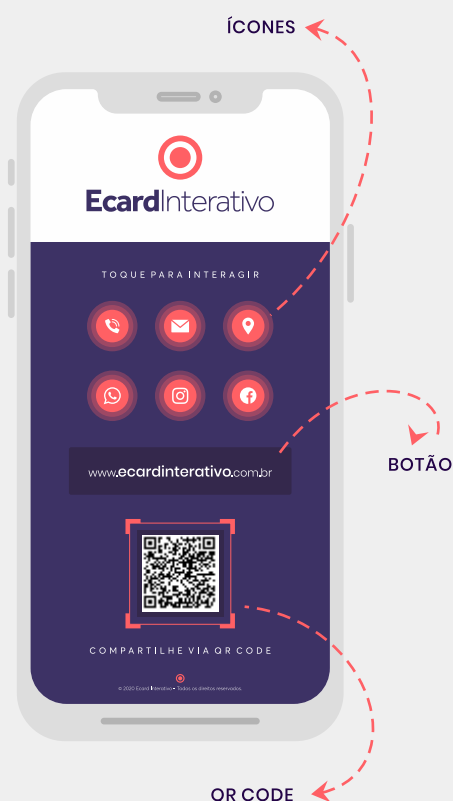 ÍCONES
EcardInterativo
TOQUE PARA INTERAGIR
www.ecardinterativo.com.br
BOTÃO
COMPARTILHE VIA QR CODE
© 2020 Ecard Interativo - Todos os direitos reservados.
QR CODE